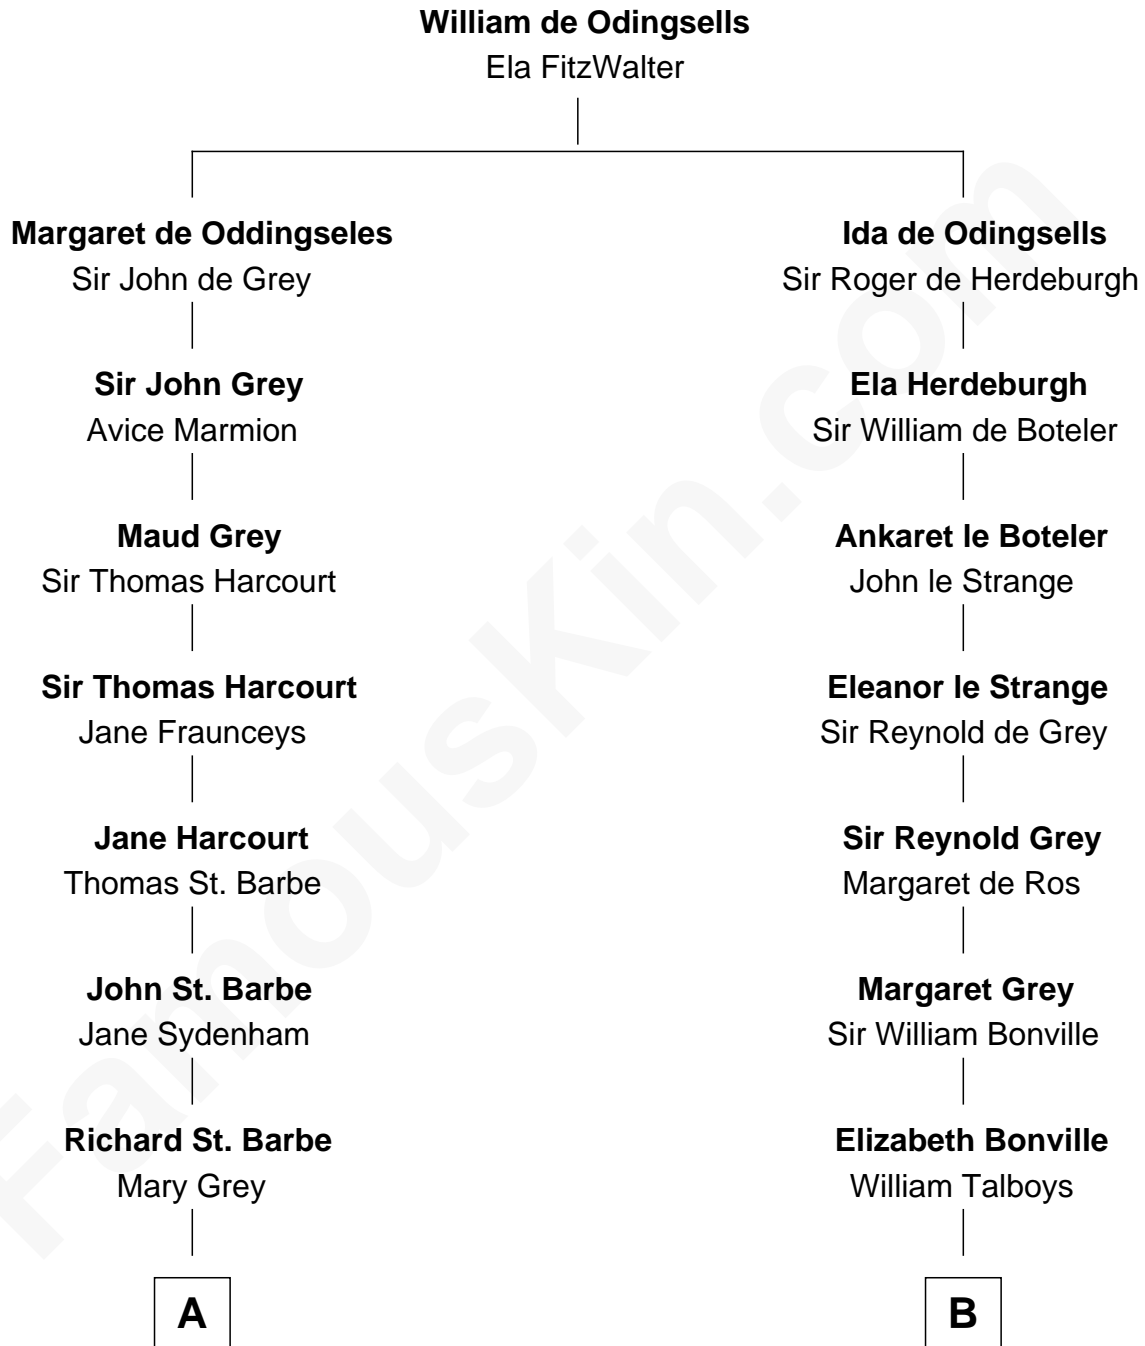 William de Odingsells
Ela FitzWalter
Margaret de Oddingseles
Sir John de Grey
Ida de Odingsells
Sir Roger de Herdeburgh
Sir John Grey
Avice Marmion
Ela Herdeburgh
Sir William de Boteler
Maud Grey
Sir Thomas Harcourt
Ankaret le Boteler
John le Strange
Sir Thomas Harcourt
Jane Fraunceys
Eleanor le Strange
Sir Reynold de Grey
Jane Harcourt
Thomas St. Barbe
Sir Reynold Grey
Margaret de Ros
John St. Barbe
Jane Sydenham
Margaret Grey
Sir William Bonville
Richard St. Barbe
Mary Grey
Elizabeth Bonville
William Talboys
A
B
FamousKin.com